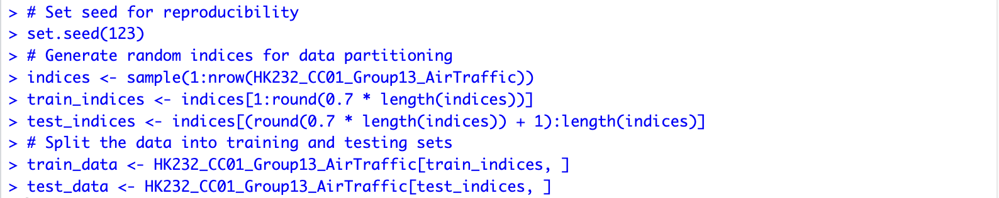 > # Set seed for reproducibility
> set.seed(123)
> # Generate random indices for data partitioning
> indices <- sample(1:nrow(HK232_CC01_Group13_AirTraffic))
> train_indices <- indices[1:round(0.7 * length(indices))]
> test_indices <- indices[(round(0.7 * length(indices)) + 1):length(indices)]
> # Split the data into training and testing sets
> train_data <- HK232_CC01_Group13_AirTraffic[train_indices, ]
> test_data <- HK232_CC01_Group13_AirTraffic[test_indices, ]